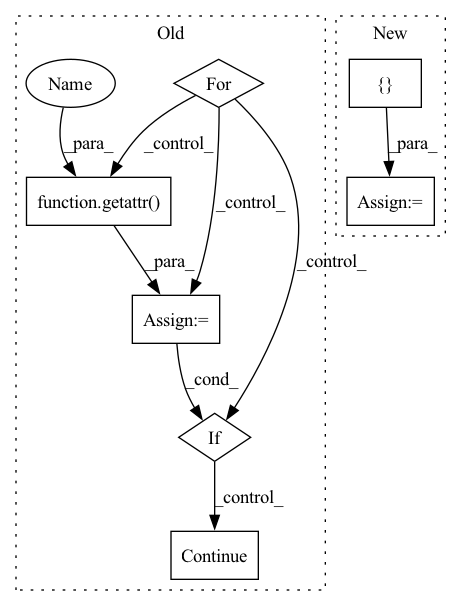 Old
New
Name
For
{}
_para_
_control_
_para_
function.getattr()
Assign:=
_control_
_para_
_control_
Assign:=
_cond_
If
_control_
Continue